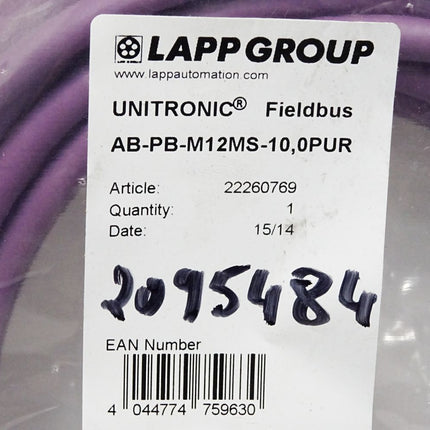 LAPP GROUP
www.lappautomation.com
UNITRONIC® Fieldbus
AB-PB-M12MS-10,0PUR
Article: 22260769
Quantity: 1
Date: 15/14
2095484
EAN Number
4 044774 759630